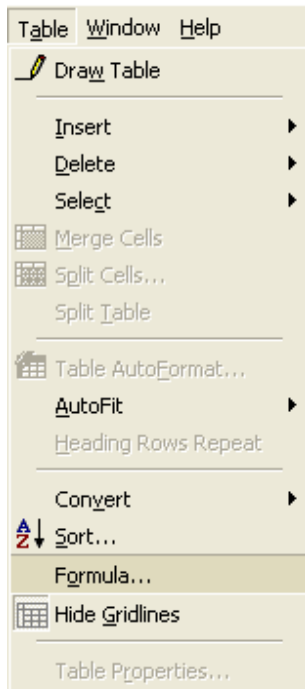 Table Window Help
Draw Table
Insert
Delete
Select
Merge Cells
Split Cells...
Split Table
Table AutoFormat...
AutoFit
Heading Rows Repeat
Convert
Sort...
Formula...
Hide Gridlines
Table Properties...